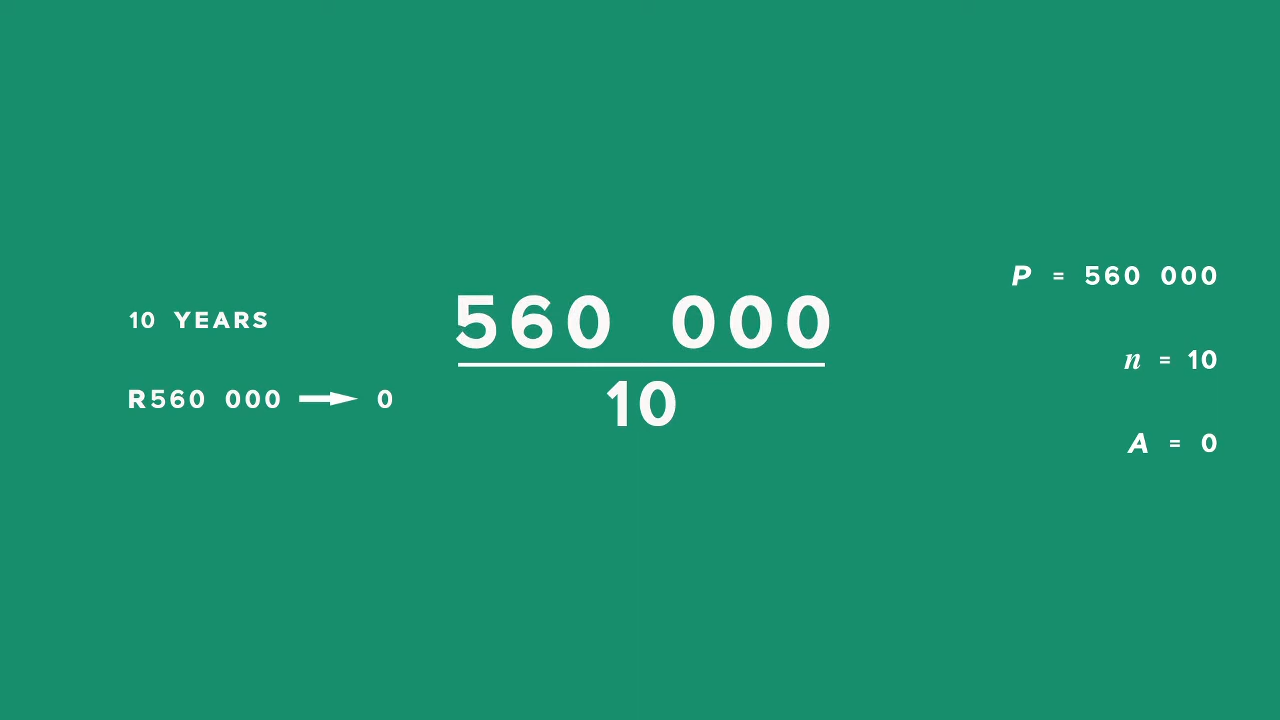 10 YEARS
R560 000 → 0
560 000
10
P = 560 000
n = 10
A = 0